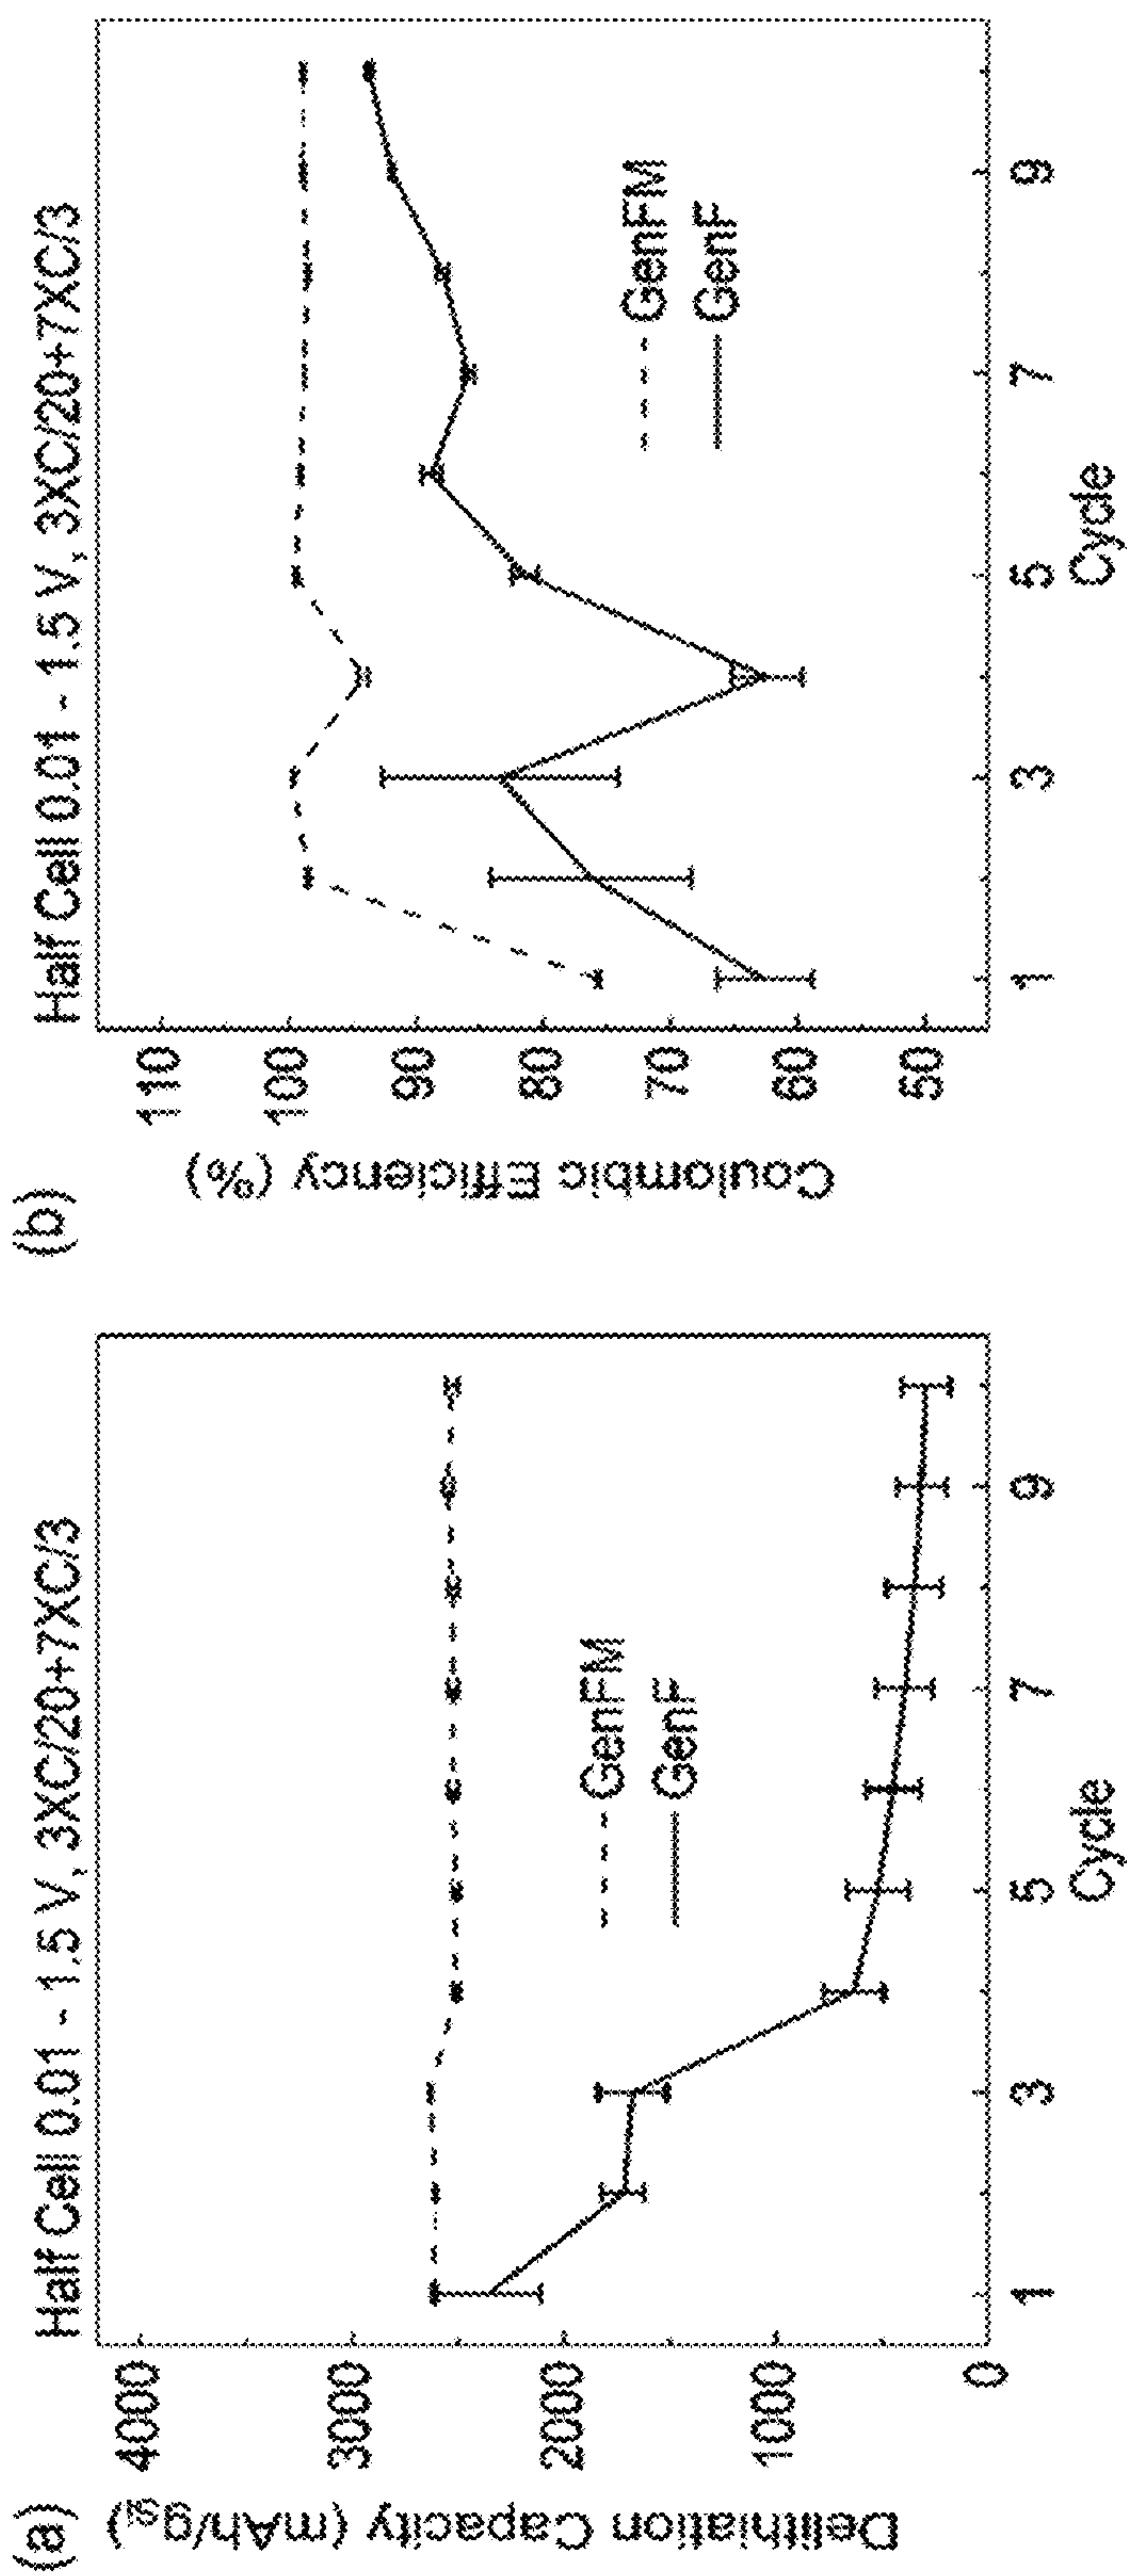 (a)
Half Cell 0.01 - 1.5 V, 3XC/20+7XC/3
Delithiation Capacity (mAh/gSi)
4000
3000
2000
1000
0
GenFM
GenF
1 3 5 7 9
Cycle
(b)
Half Cell 0.01 - 1.5 V, 3XC/20+7XC/3
Coulombic Efficiency (%)
110
100
90
80
70
60
50
GenFM
GenF
1 3 5 7 9
Cycle